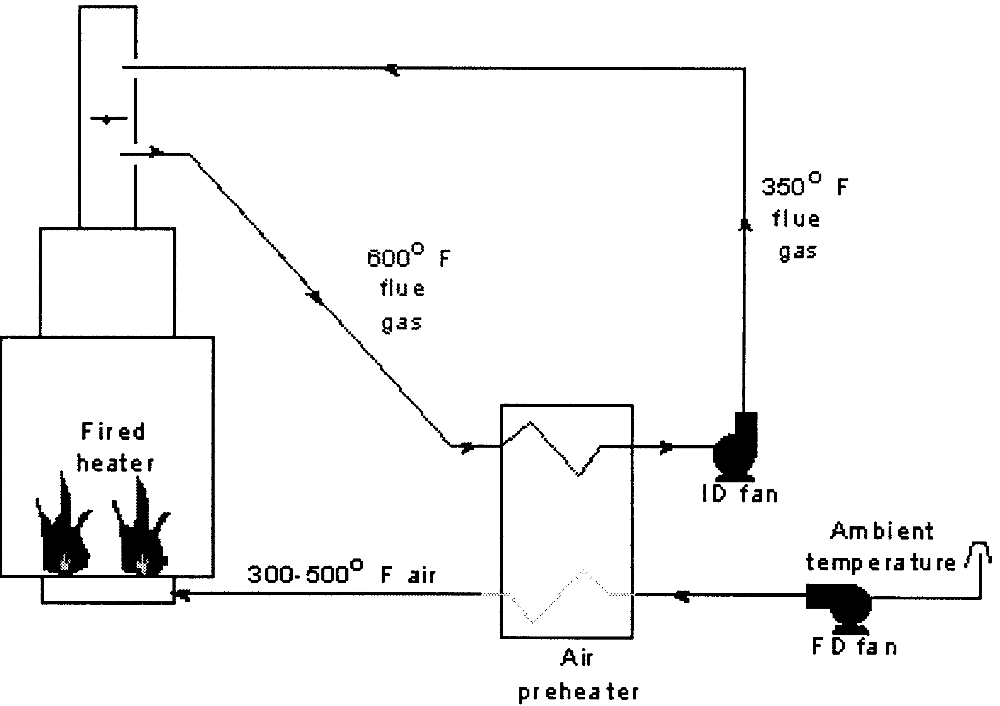 350° F
flue
gas
600° F
flue
gas
Fired
heater
ID fan
Ambient
temperature
300-500° F air
FD fan
Air
preheater